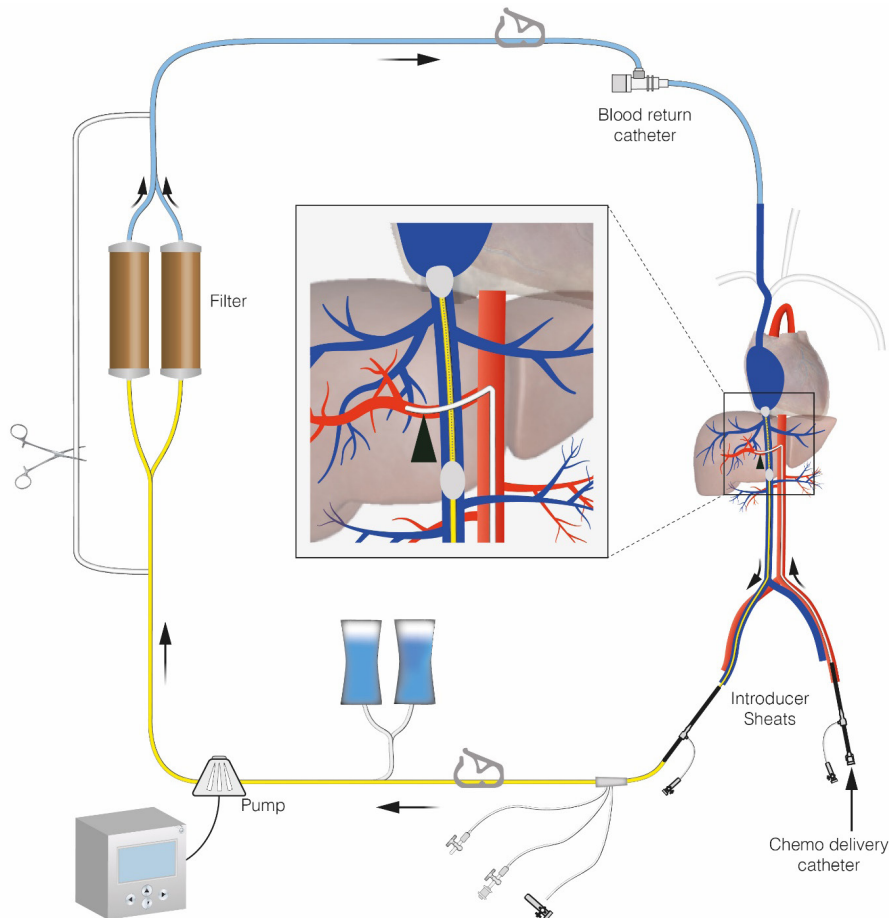 Blood return
catheter
Filter
Introducer
Sheats
Pump
Chemo delivery
catheter